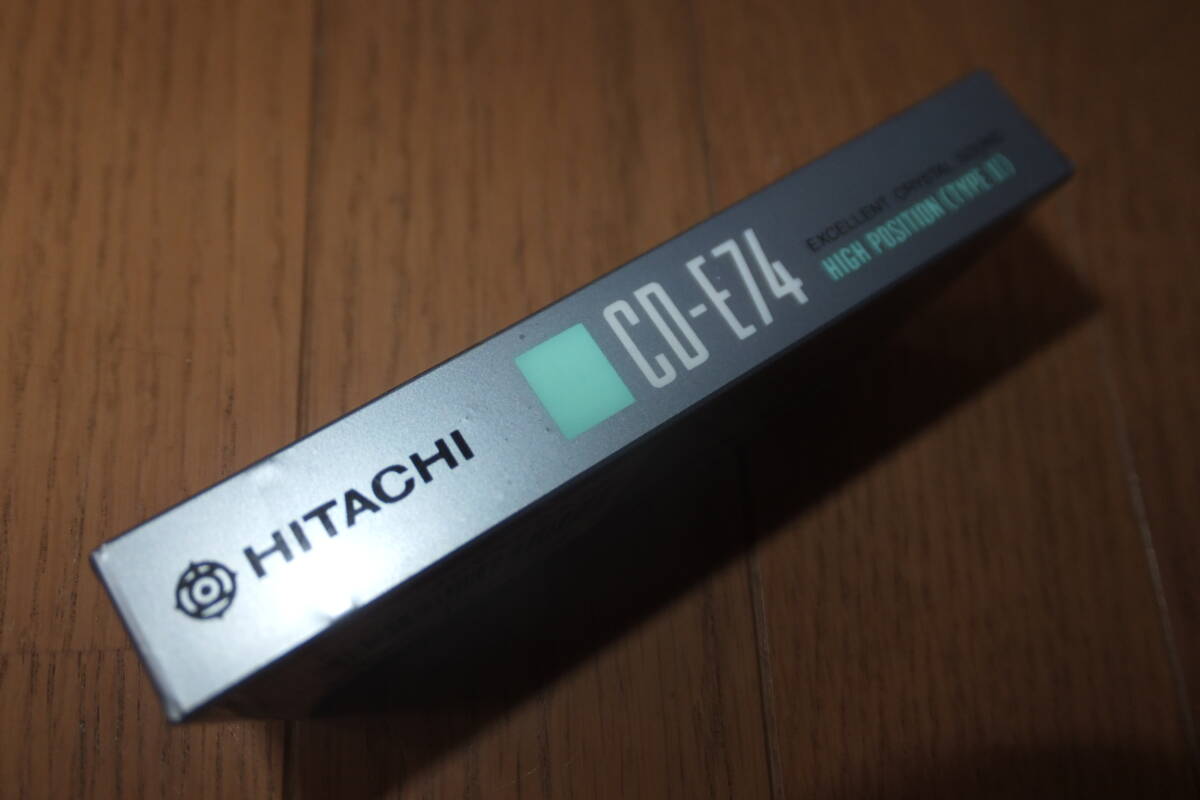 HITACHI
CD-E74
EXCELLENT CRYSTAL SOUND
HIGH POSITION (TYPE II)